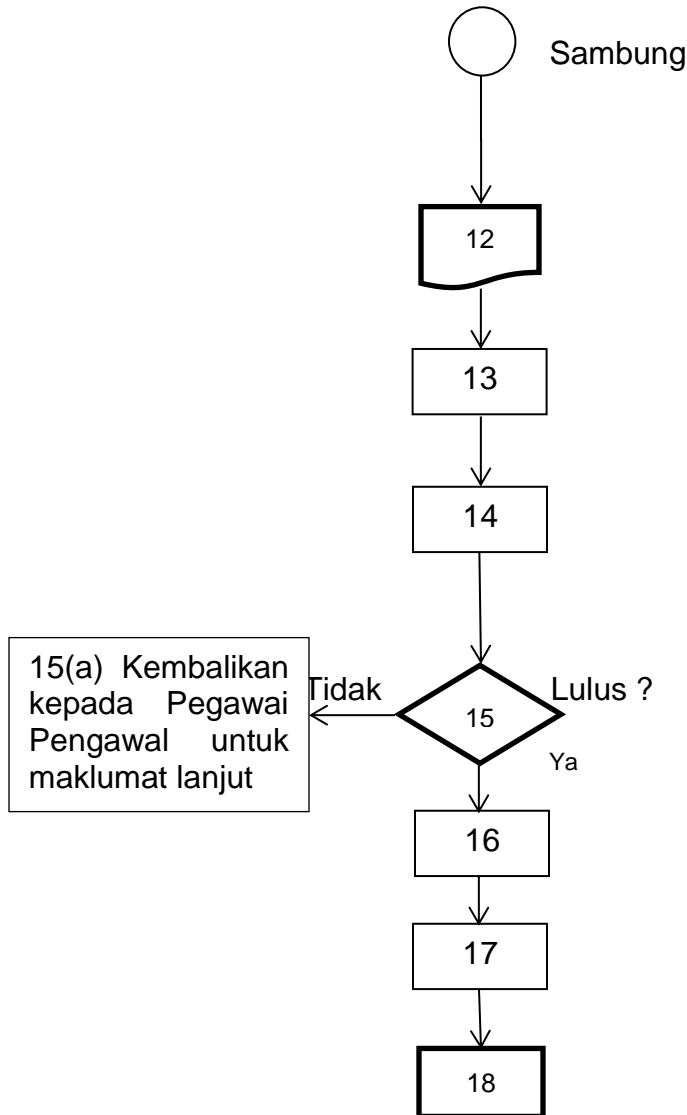 Sambung
12
13
14
15(a) Kembalikan
kepada Pegawai
Pengawal untuk
maklumat lanjut
Tidak
15
Lulus ?
Ya
16
17
18